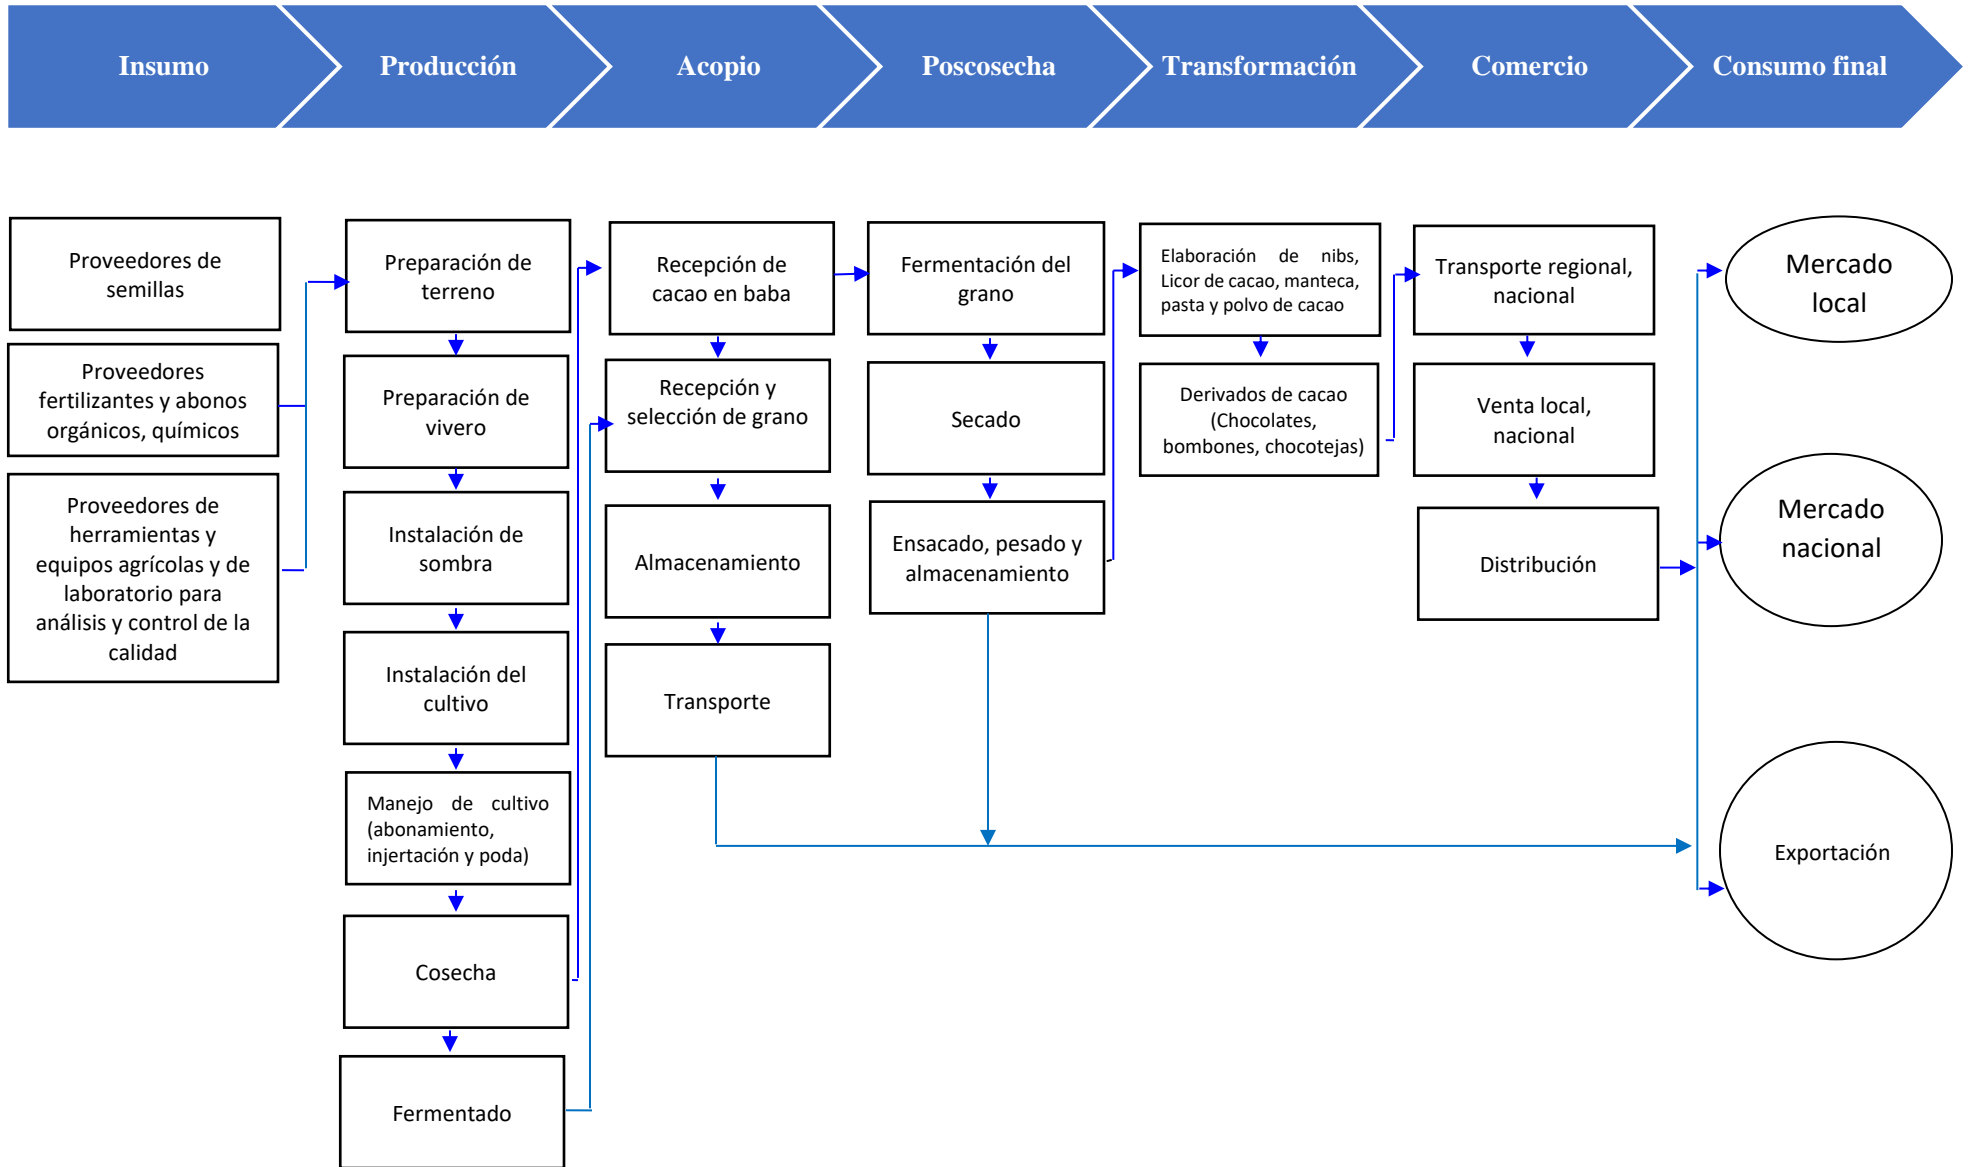 Insumo
Producción
Acopio
Poscosecha
Transformación
Comercio
Consumo final
Proveedores de
semillas
Proveedores
fertilizantes y abonos
orgánicos, químicos
Proveedores de
herramientas y
equipos agrícolas y de
laboratorio para
análisis y control de la
calidad
Preparación de
terreno
Preparación de
vivero
Instalación de
sombra
Instalación del
cultivo
Manejo de cultivo
(abonamiento,
injertación y poda)
Cosecha
Fermentado
Recepción de
cacao en baba
Recepción y
selección de grano
Almacenamiento
Transporte
Fermentación del
grano
Secado
Ensacado, pesado y
almacenamiento
Elaboración de nibs,
Licor de cacao, manteca,
pasta y polvo de cacao
Derivados de cacao
(Chocolates,
bombones, chocotejas)
Transporte regional,
nacional
Venta local,
nacional
Distribución
Mercado
local
Mercado
nacional
Exportación